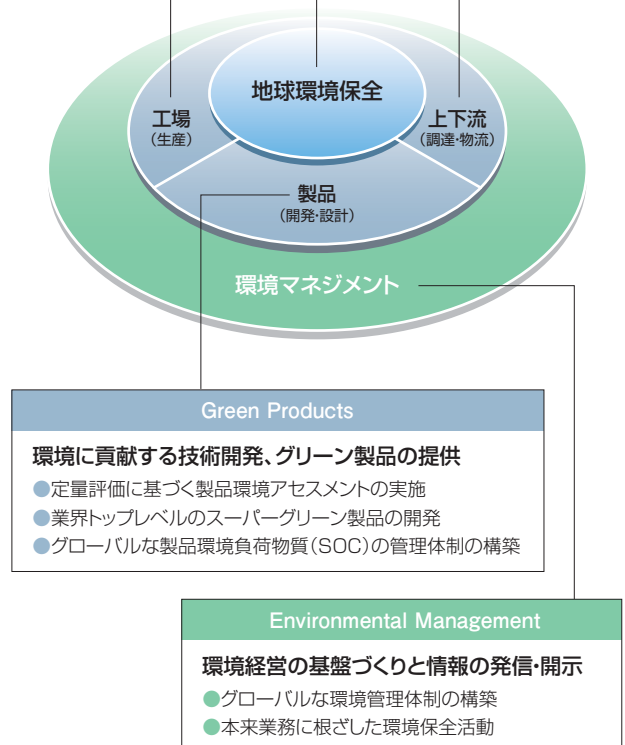 地球環境保全
工場
(生産)
上下流
(調達・物流)
製品
(開発・設計)
環境マネジメント
Green Products
環境に貢献する技術開発、グリーン製品の提供
●定量評価に基づく製品環境アセスメントの実施
●業界トップレベルのスーパーグリーン製品の開発
●グローバルな製品環境負荷物質(SOC)の管理体制の構築
Environmental Management
環境経営の基盤づくりと情報の発信・開示
●グローバルな環境管理体制の構築
●本来業務に根ざした環境保全活動